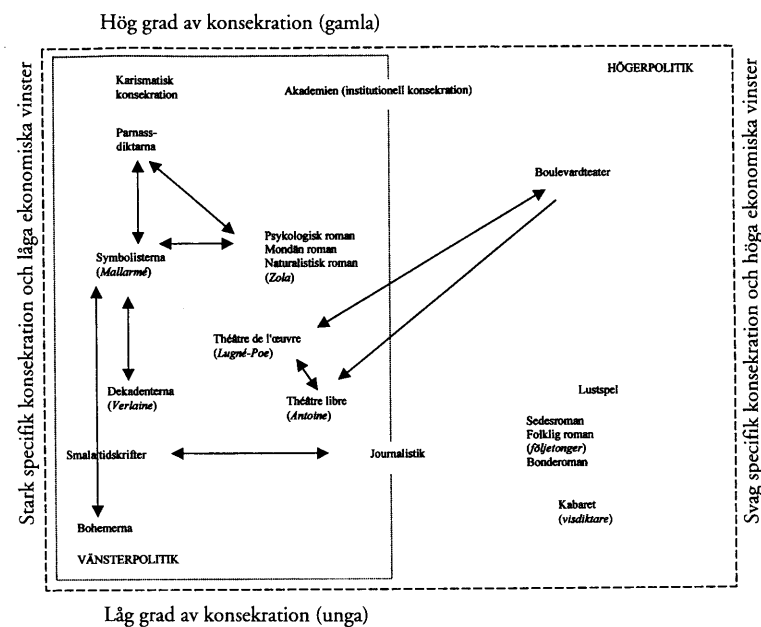 Hög grad av konsekration (gamla)
Stark specifik konsekration och låga ekonomiska vinster
Svag specifik konsekration och höga ekonomiska vinster
HÖGERPOLITIK
Karismatisk
konsekration
Akademien (institutionell konsekration)
Parnass-
diktarna
Boulevardteater
Psykologisk roman
Mondän roman
Naturalistisk roman
(Zola)
Symbolisterna
(Mallarmé)
Théâtre de l'œuvre
(Lugné-Poe)
Dekadenterna
(Verlaine)
Théâtre libre
(Antoine)
Lustspel
Sedesroman
Folklig roman
(följetonger)
Bonderoman
Smala tidskrifter
Journalistik
Kabaret
(visdiktare)
Bohemerna
VÄNSTERPOLITIK
Låg grad av konsekration (unga)